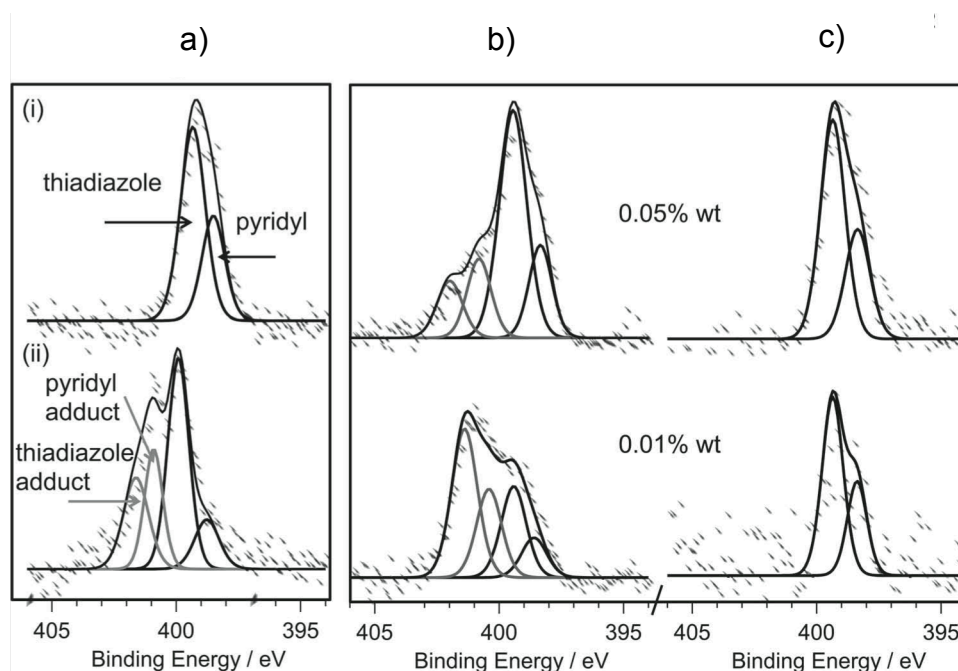 a) b) c)
(i)
thiadiazole
pyridyl
0.05% wt
(ii)
pyridyl
adduct
thiadiazole
adduct
0.01% wt
405 400 395 405 400 395 405 400 395
Binding Energy / eV Binding Energy / eV Binding Energy / eV